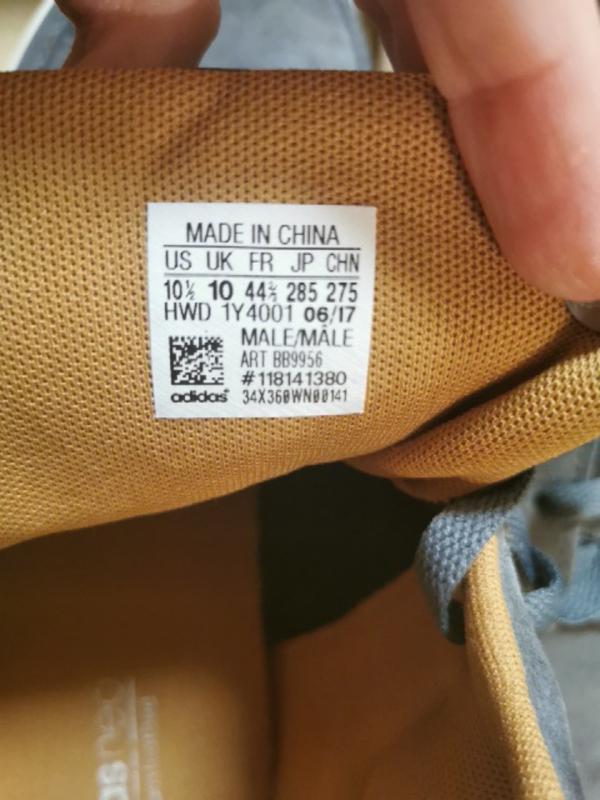 MADE IN CHINA
US UK FR JP CHN
10½ 10 44⅔ 285 275
HWD 1Y4001 06/17
MALE/MÂLE
ART BB9956
#118141380
adidas 34X360WN00141